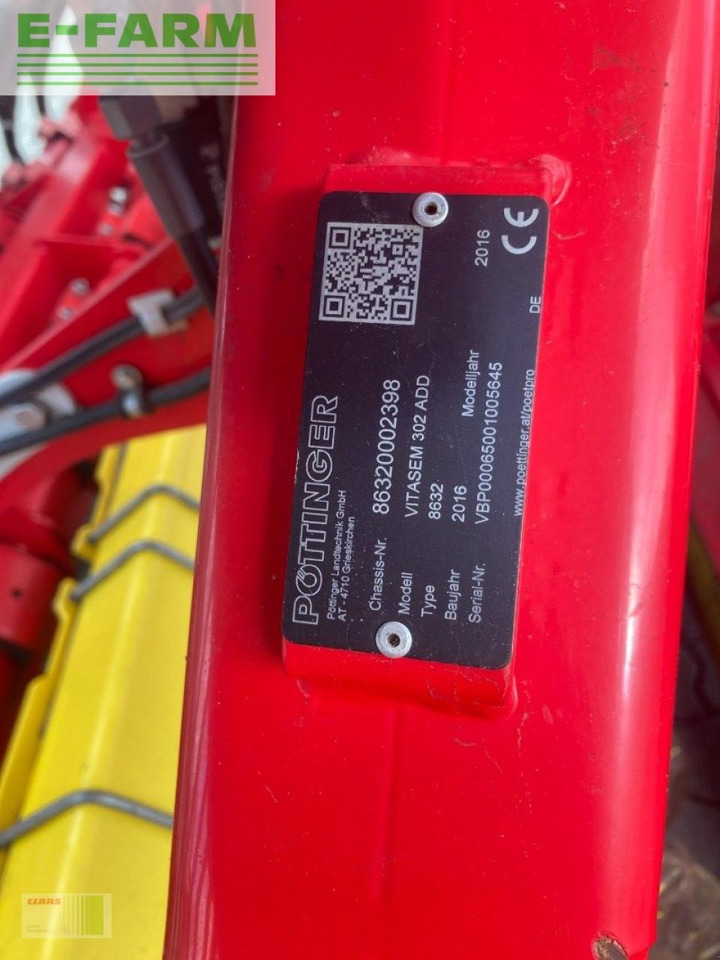 E-FARM
PÖTTINGER
Pöttinger Landtechnik GmbH
AT - 4710 Grieskirchen
Chassis-Nr. 86320002398
Modell VITASEM 302 ADD
Type 8632
Baujahr 2016 Modelljahr 2016
Serial-Nr. VBP00065001005645
www.poettinger.at/poetpro DE
CE
CLAAS